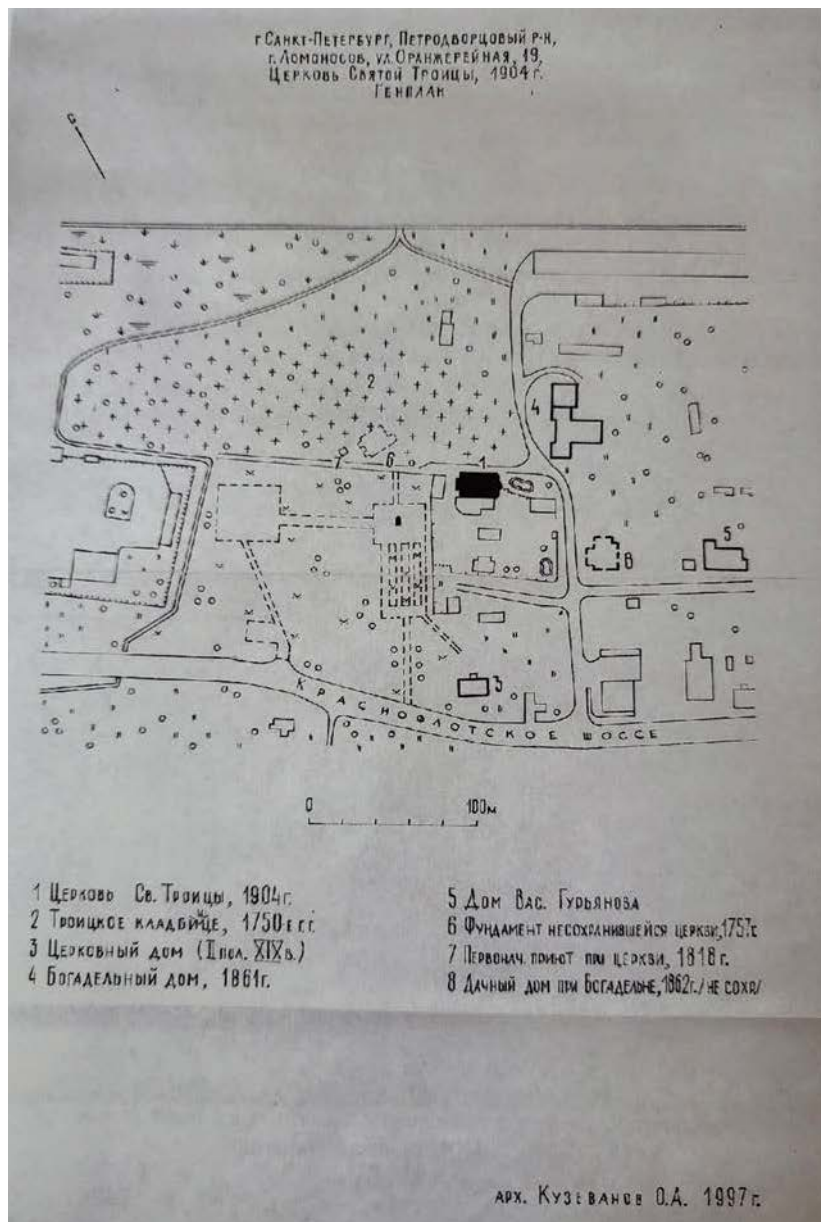 г Санкт-Петербург, Петродворцовый р-н,
г. Ломоносов, ул. Оранжерейная, 19,
Церковь Святой Троицы, 1904 г.
Генплан
С
2
7
6
1
4
5
8
3
КРАСНОФЛОТСКОЕ ШОССЕ
0 100м
1 Церковь Св. Троицы, 1904г.
2 Троицкое кладбище, 1750е г.г.
3 Церковный дом (II пол. XIXв.)
4 Богадельный дом, 1861г.
5 Дом Вас. Гурьянова
6 Фундамент несохранившейся церкви, 1757г.
7 Первонач. приют при церкви, 1818 г.
8 Дачный дом при Богадельне, 1862г. /не сохр/
арх. Кузеванов О.А. 1997г.